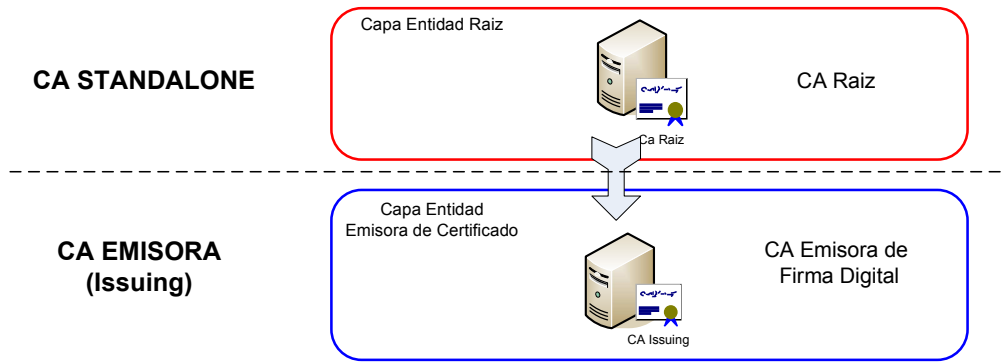 Capa Entidad Raiz
CA STANDALONE
CA Raiz
Ca Raiz
Capa Entidad
Emisora de Certificado
CA EMISORA
(Issuing)
CA Emisora de
Firma Digital
CA Issuing